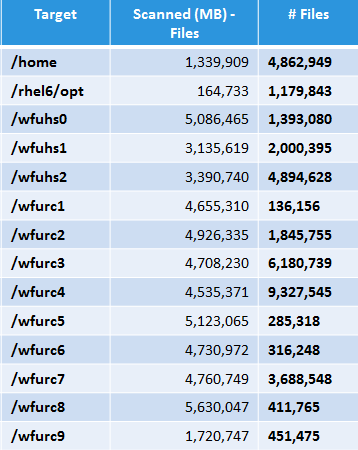 Target Scanned (MB) - Files # Files
/home 1,339,909 4,862,949
/rhel6/opt 164,733 1,179,843
/wfuhs0 5,086,465 1,393,080
/wfuhs1 3,135,619 2,000,395
/wfuhs2 3,390,740 4,894,628
/wfurc1 4,655,310 136,156
/wfurc2 4,926,335 1,845,755
/wfurc3 4,708,230 6,180,739
/wfurc4 4,535,371 9,327,545
/wfurc5 5,123,065 285,318
/wfurc6 4,730,972 316,248
/wfurc7 4,760,749 3,688,548
/wfurc8 5,630,047 411,765
/wfurc9 1,720,747 451,475